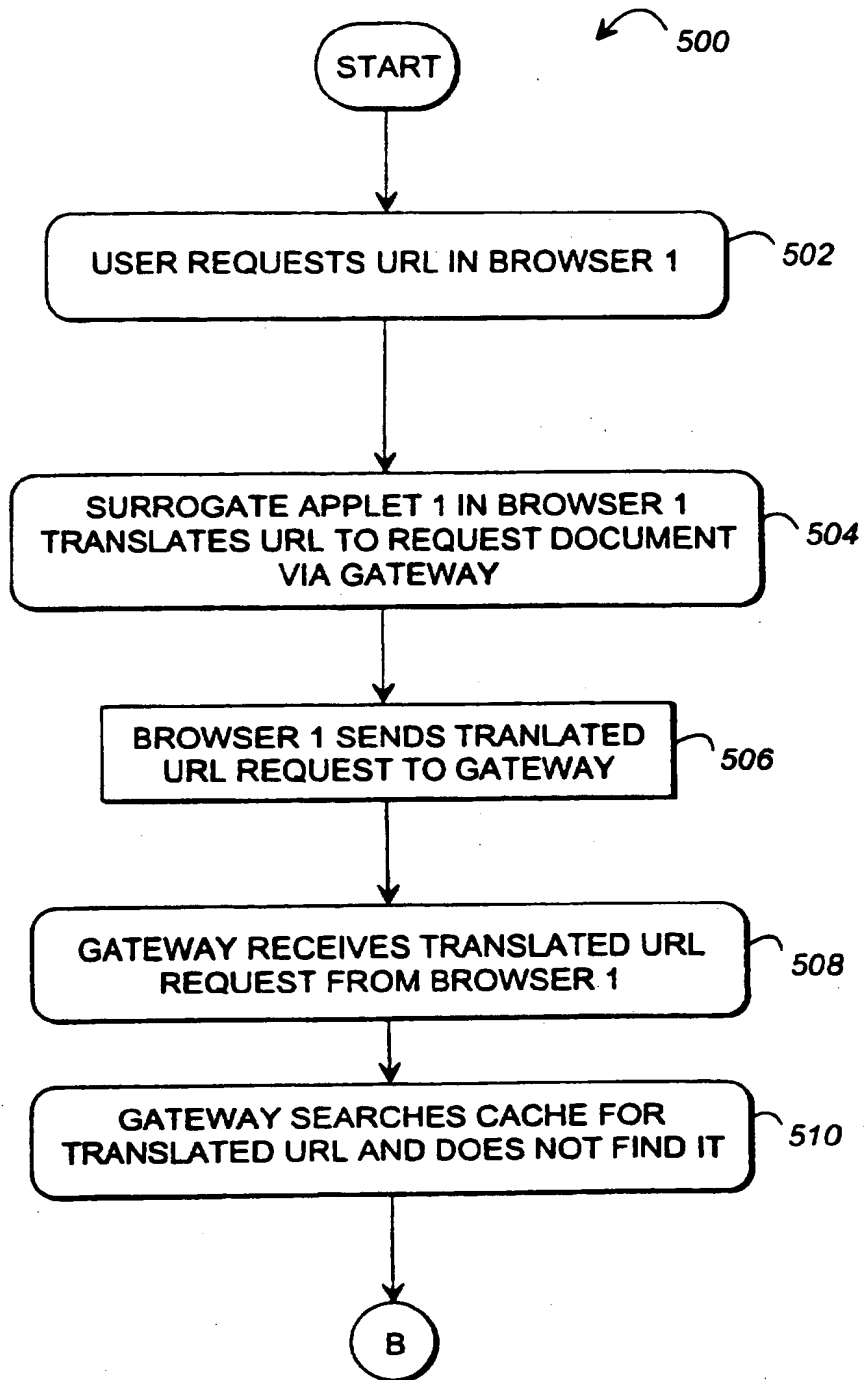 500
START
USER REQUESTS URL IN BROWSER 1
502
SURROGATE APPLET 1 IN BROWSER 1
TRANSLATES URL TO REQUEST DOCUMENT
VIA GATEWAY
504
BROWSER 1 SENDS TRANLATED
URL REQUEST TO GATEWAY
506
GATEWAY RECEIVES TRANSLATED URL
REQUEST FROM BROWSER 1
508
GATEWAY SEARCHES CACHE FOR
TRANSLATED URL AND DOES NOT FIND IT
510
B